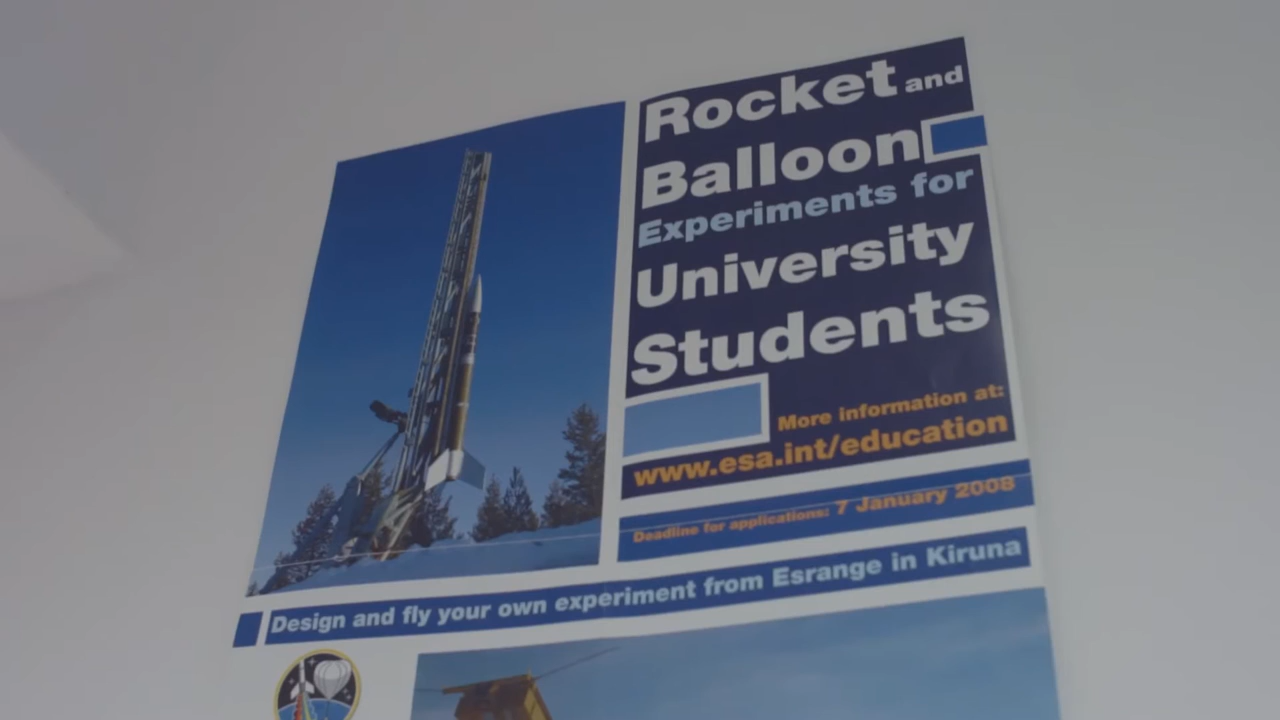 Rocket and
Balloon
Experiments for
University
Students
More information at:
www.esa.int/education
Deadline for applications: 7 January 2008
Design and fly your own experiment from Esrange in Kiruna